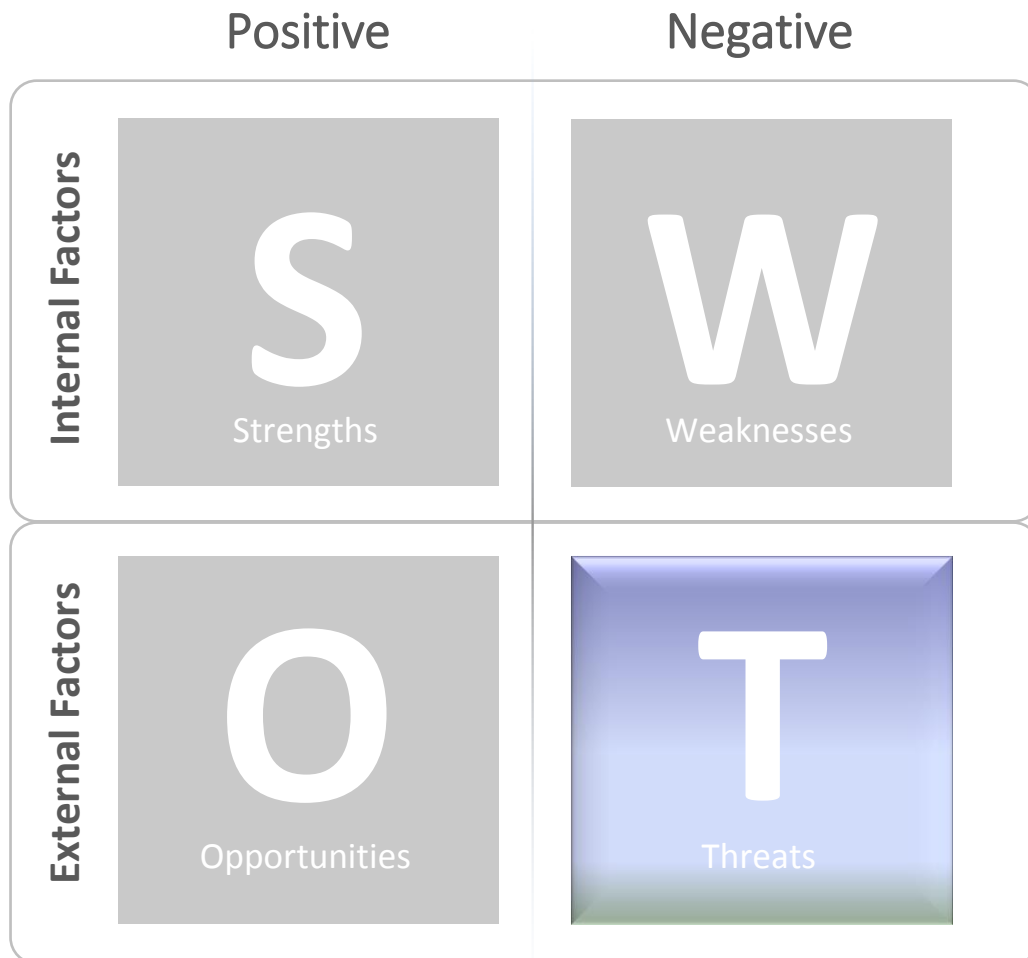 Positive
Negative
Internal Factors
S
Strengths
W
Weaknesses
External Factors
O
Opportunities
T
Threats